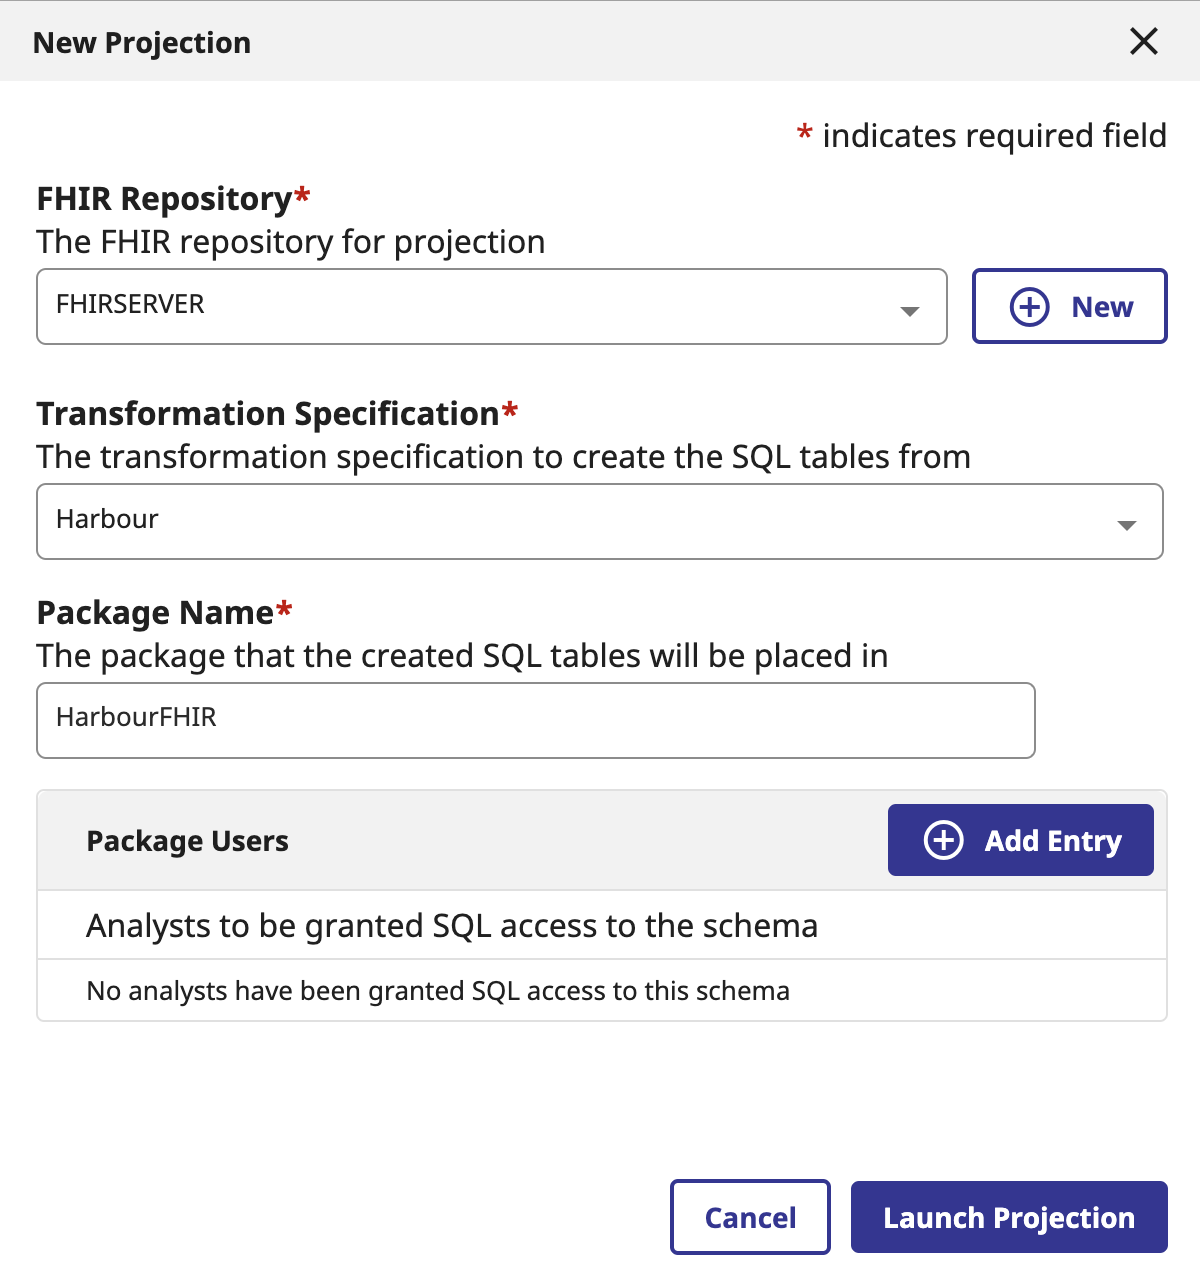 New Projection
* indicates required field
FHIR Repository*
The FHIR repository for projection
FHIRSERVER
New
Transformation Specification*
The transformation specification to create the SQL tables from
Harbour
Package Name*
The package that the created SQL tables will be placed in
HarbourFHIR
Package Users
Add Entry
Analysts to be granted SQL access to the schema
No analysts have been granted SQL access to this schema
Cancel
Launch Projection